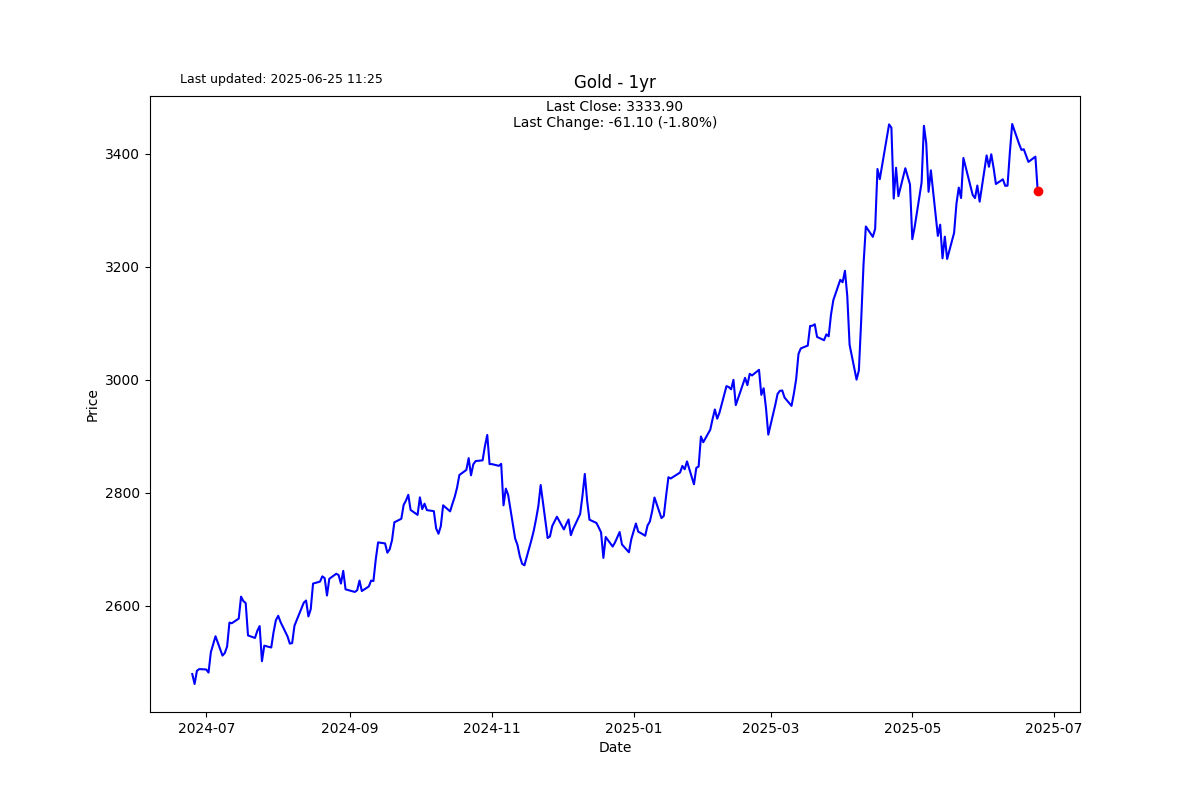 Last updated: 2025-06-25 11:25
Gold - 1yr
Last Close: 3333.90
Last Change: -61.10 (-1.80%)
3400
3200
3000
2800
2600
Price
2024-07
2024-09
2024-11
2025-01
2025-03
2025-05
2025-07
Date